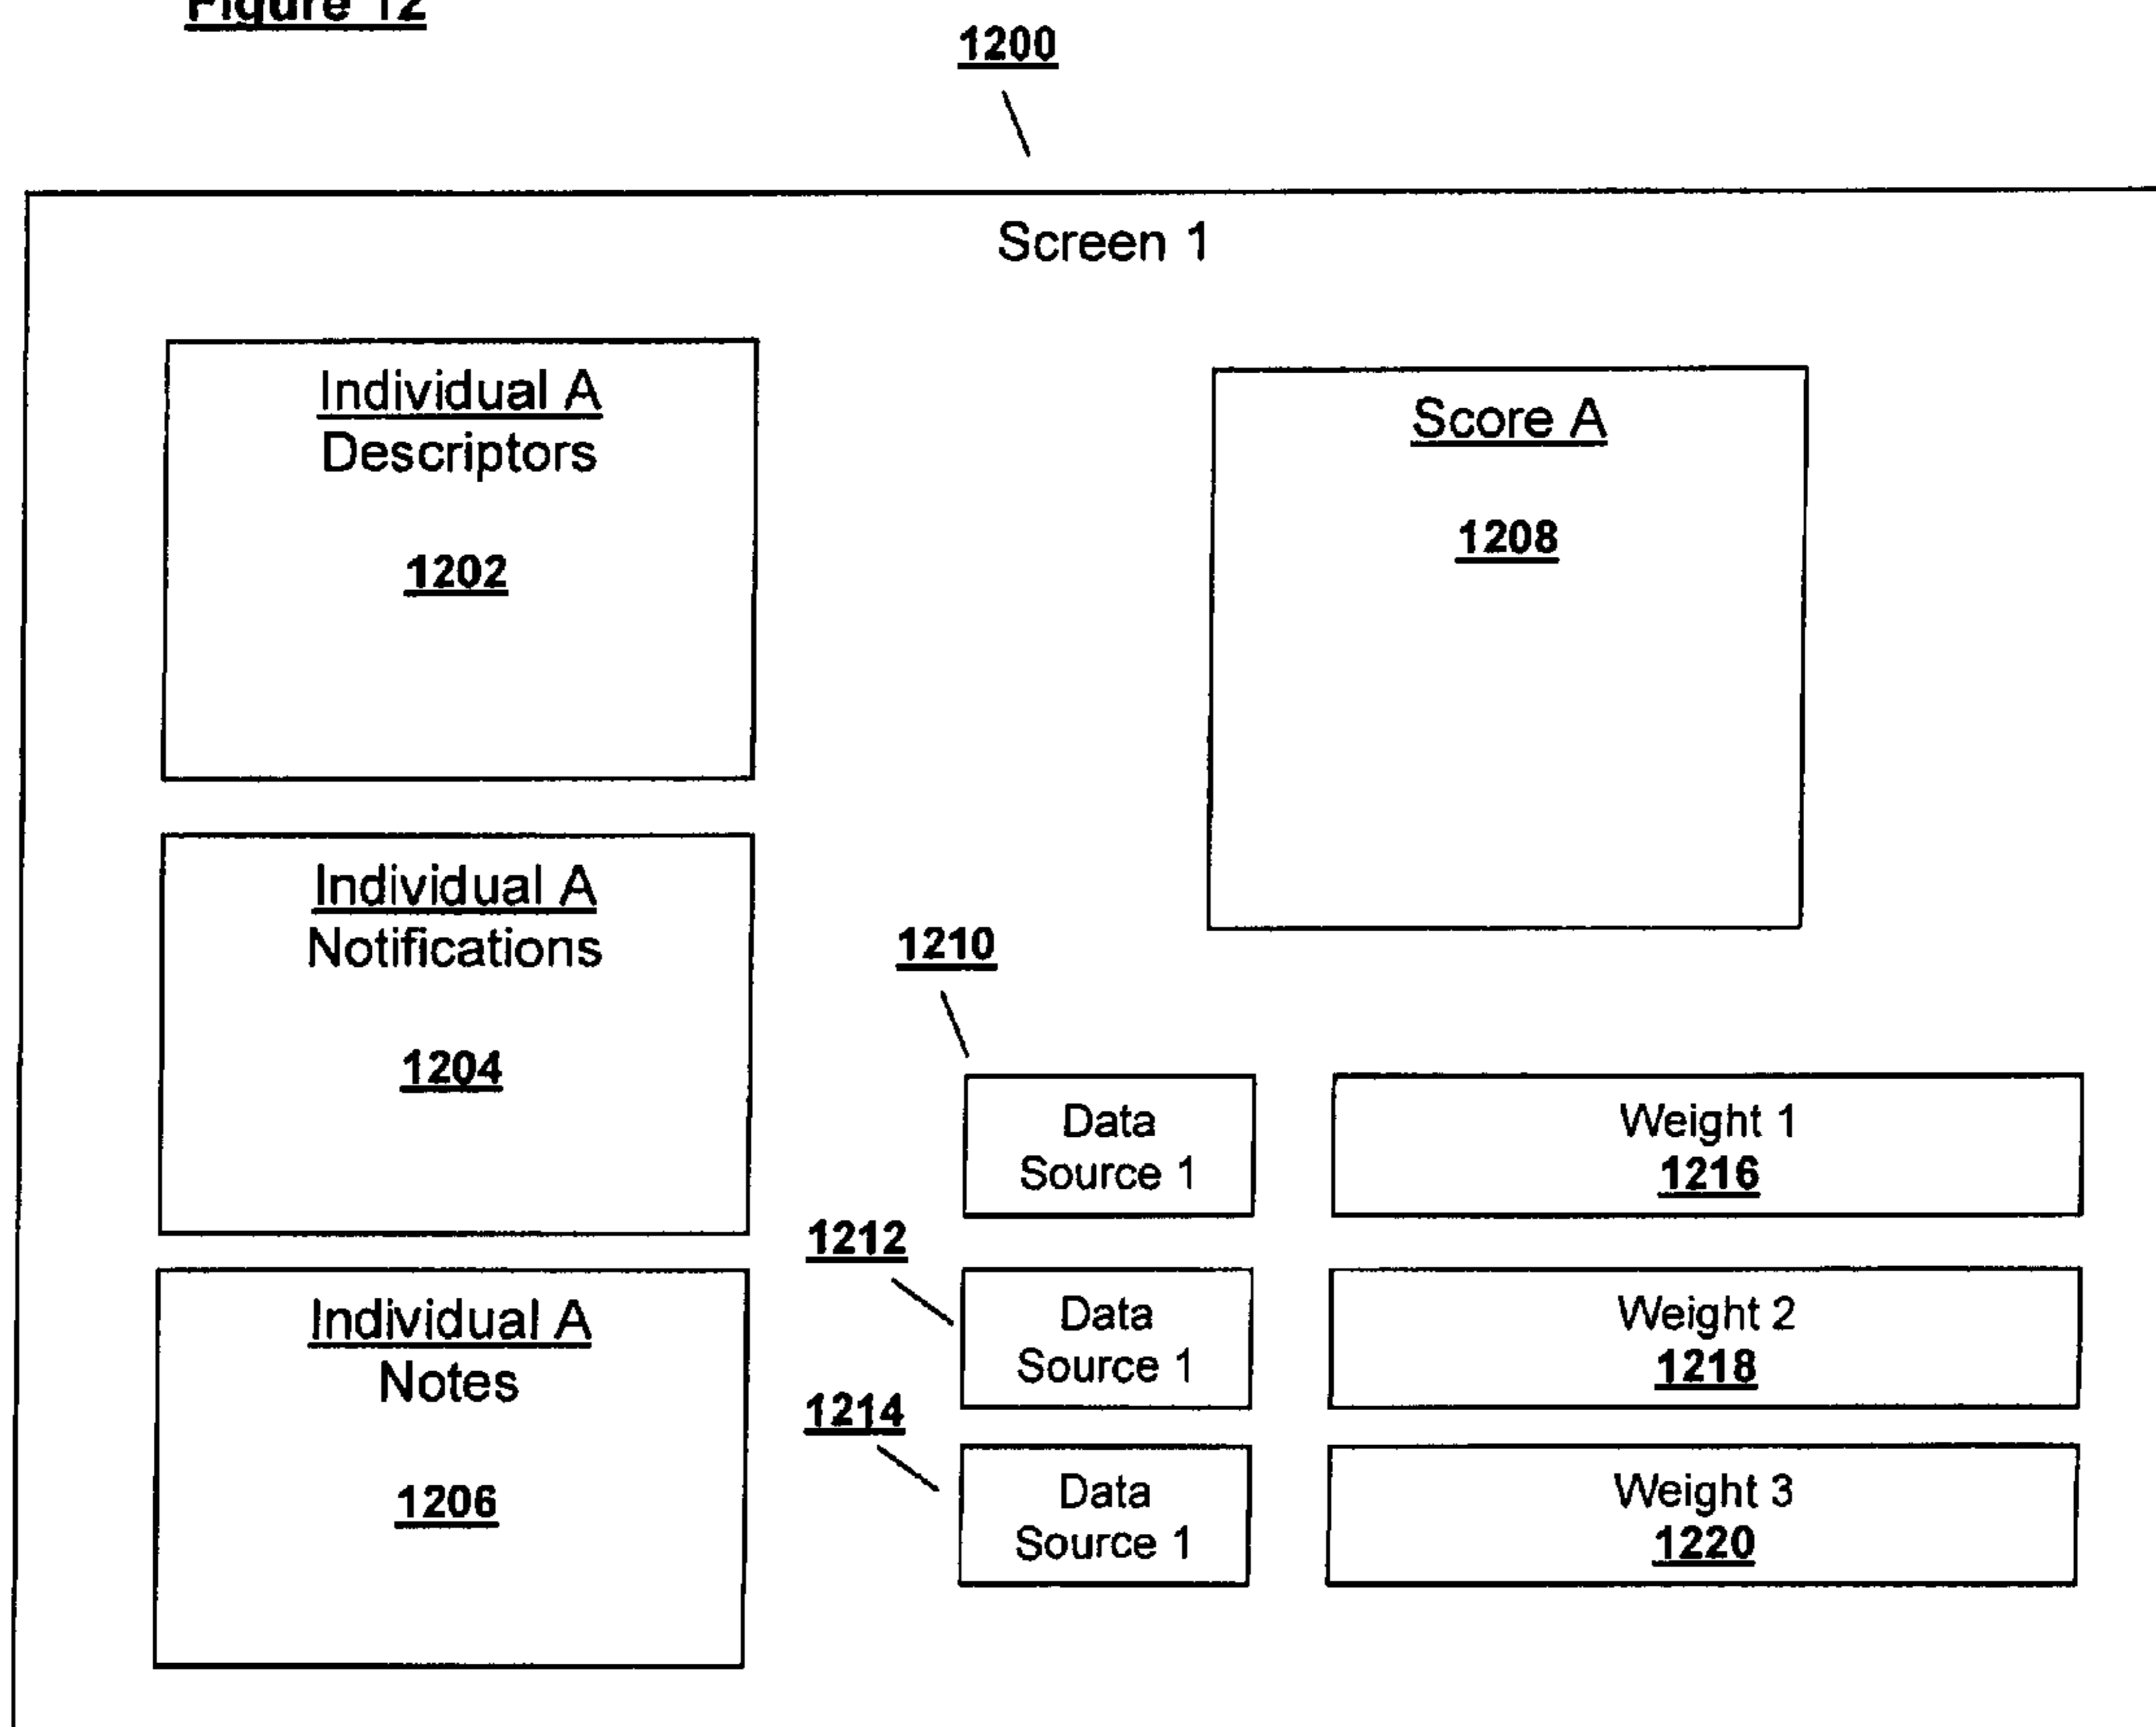 Figure 12
1200
Screen 1
Individual A
Descriptors
1202
Score A
1208
Individual A
Notifications
1204
1210
Data
Source 1
Weight 1
1216
1212
Data
Source 1
Weight 2
1218
Individual A
Notes
1206
1214
Data
Source 1
Weight 3
1220